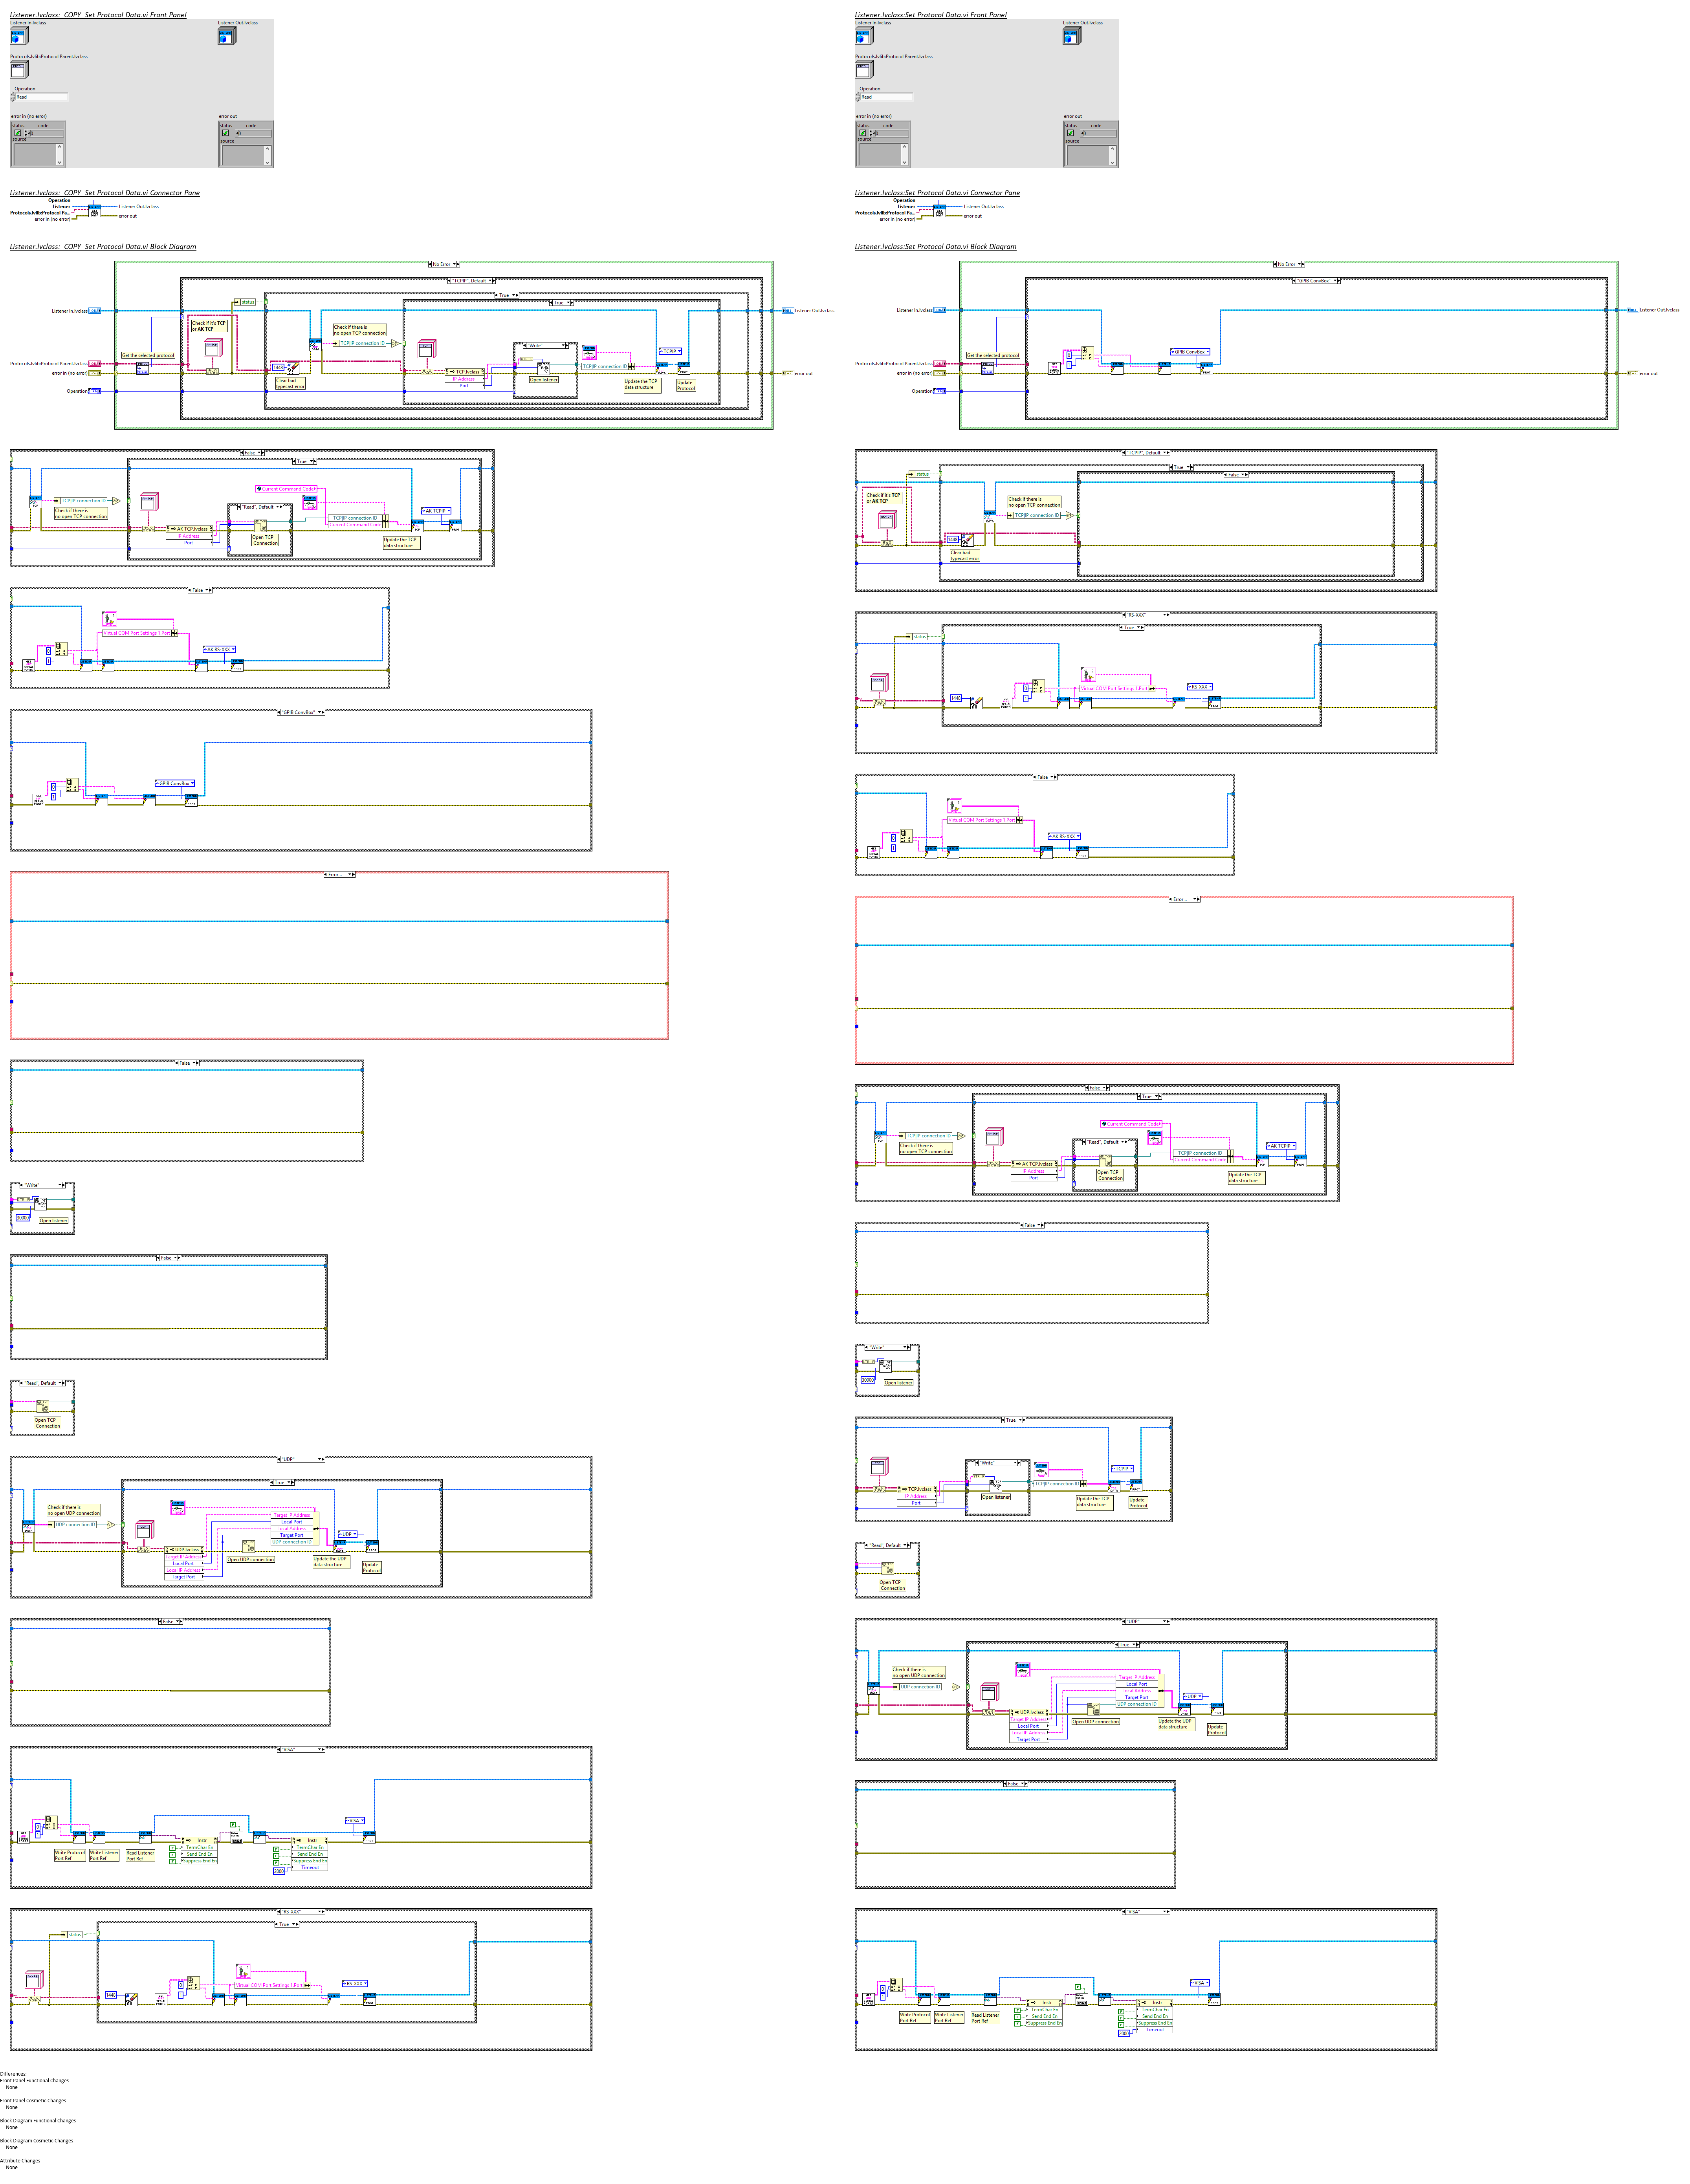 Listener.lvclass:_COPY_Set Protocol Data.vi Front Panel
Listener In.lvclass
Listener Out.lvclass
Protocols.lvlib:Protocol Parent.lvclass
Operation
Read
error in (no error)
error out
status code
status code
source
source
Listener.lvclass:_COPY_Set Protocol Data.vi Connector Pane
Operation
Listener
Listener Out.lvclass
Protocols.lvlib:Protocol Pa...
error in (no error)
error out
Listener.lvclass:_COPY_Set Protocol Data.vi Block Diagram
No Error
"TCPIP", Default
True
True
status
Listener In.lvclass
Listener Out.lvclass
Check if it's TCP
or AK TCP
Check if there is
no open TCP connection
TCPIP connection ID
"Write"
TCPIP
Get the selected protocol
Protocols.lvlib:Protocol Parent.lvclass
error in (no error)
error out
1448
Clear bad
typecast error
TCP.lvclass
IP Address
Port
Open listener
TCPIP connection ID
Update the TCP
data structure
Update
Protocol
Operation
False
True
TCPIP connection ID
Check if there is
no open TCP connection
Current Command Code
"Read", Default
TCPIP connection ID
Current Command Code
AK TCPIP
AK TCP.lvclass
IP Address
Port
Open TCP
Connection
Update the TCP
data structure
False
Virtual COM Port Settings 1.Port
0
1
AK RS-XXX
"GPIB ConvBox"
GPIB ConvBox
0
1
Error...
False
"Write"
30000
Open listener
False
"Read", Default
Open TCP
Connection
"UDP"
True
Check if there is
no open UDP connection
UDP connection ID
Target IP Address
Local Port
Local Address
Target Port
UDP connection ID
UDP
UDP.lvclass
Target IP Address
Local Port
Local IP Address
Target Port
Open UDP connection
Update the UDP
data structure
Update
Protocol
False
"VISA"
VISA
Write Protocol
Port Ref
Write Listener
Port Ref
Read Listener
Port Ref
Instr
TermChar En
Send End En
Suppress End En
Instr
TermChar En
Send End En
Suppress End En
Timeout
2000
"RS-XXX"
True
status
Virtual COM Port Settings 1.Port
RS-XXX
1448
0
1
Differences:
Front Panel Functional Changes
None
Front Panel Cosmetic Changes
None
Block Diagram Functional Changes
None
Block Diagram Cosmetic Changes
None
Attribute Changes
None
Listener.lvclass:Set Protocol Data.vi Front Panel
Listener In.lvclass
Listener Out.lvclass
Protocols.lvlib:Protocol Parent.lvclass
Operation
Read
error in (no error)
error out
status code
status code
source
source
Listener.lvclass:Set Protocol Data.vi Connector Pane
Operation
Listener
Listener Out.lvclass
Protocols.lvlib:Protocol Pa...
error in (no error)
error out
Listener.lvclass:Set Protocol Data.vi Block Diagram
No Error
"GPIB ConvBox"
Listener In.lvclass
Listener Out.lvclass
Get the selected protocol
GPIB ConvBox
0
1
Protocols.lvlib:Protocol Parent.lvclass
error in (no error)
error out
Operation
"TCPIP", Default
True
False
status
Check if it's TCP
or AK TCP
Check if there is
no open TCP connection
TCPIP connection ID
1448
Clear bad
typecast error
"RS-XXX"
True
status
Virtual COM Port Settings 1.Port
RS-XXX
1448
0
1
False
Virtual COM Port Settings 1.Port
0
1
AK RS-XXX
Error...
False
True
TCPIP connection ID
Check if there is
no open TCP connection
Current Command Code
"Read", Default
TCPIP connection ID
Current Command Code
AK TCPIP
AK TCP.lvclass
IP Address
Port
Open TCP
Connection
Update the TCP
data structure
False
"Write"
30000
Open listener
True
"Write"
TCPIP
TCP.lvclass
IP Address
Port
Open listener
TCPIP connection ID
Update the TCP
data structure
Update
Protocol
"Read", Default
Open TCP
Connection
"UDP"
True
Check if there is
no open UDP connection
UDP connection ID
Target IP Address
Local Port
Local Address
Target Port
UDP connection ID
UDP
UDP.lvclass
Target IP Address
Local Port
Local IP Address
Target Port
Open UDP connection
Update the UDP
data structure
Update
Protocol
False
"VISA"
VISA
Write Protocol
Port Ref
Write Listener
Port Ref
Read Listener
Port Ref
Instr
TermChar En
Send End En
Suppress End En
Instr
TermChar En
Send End En
Suppress End En
Timeout
2000